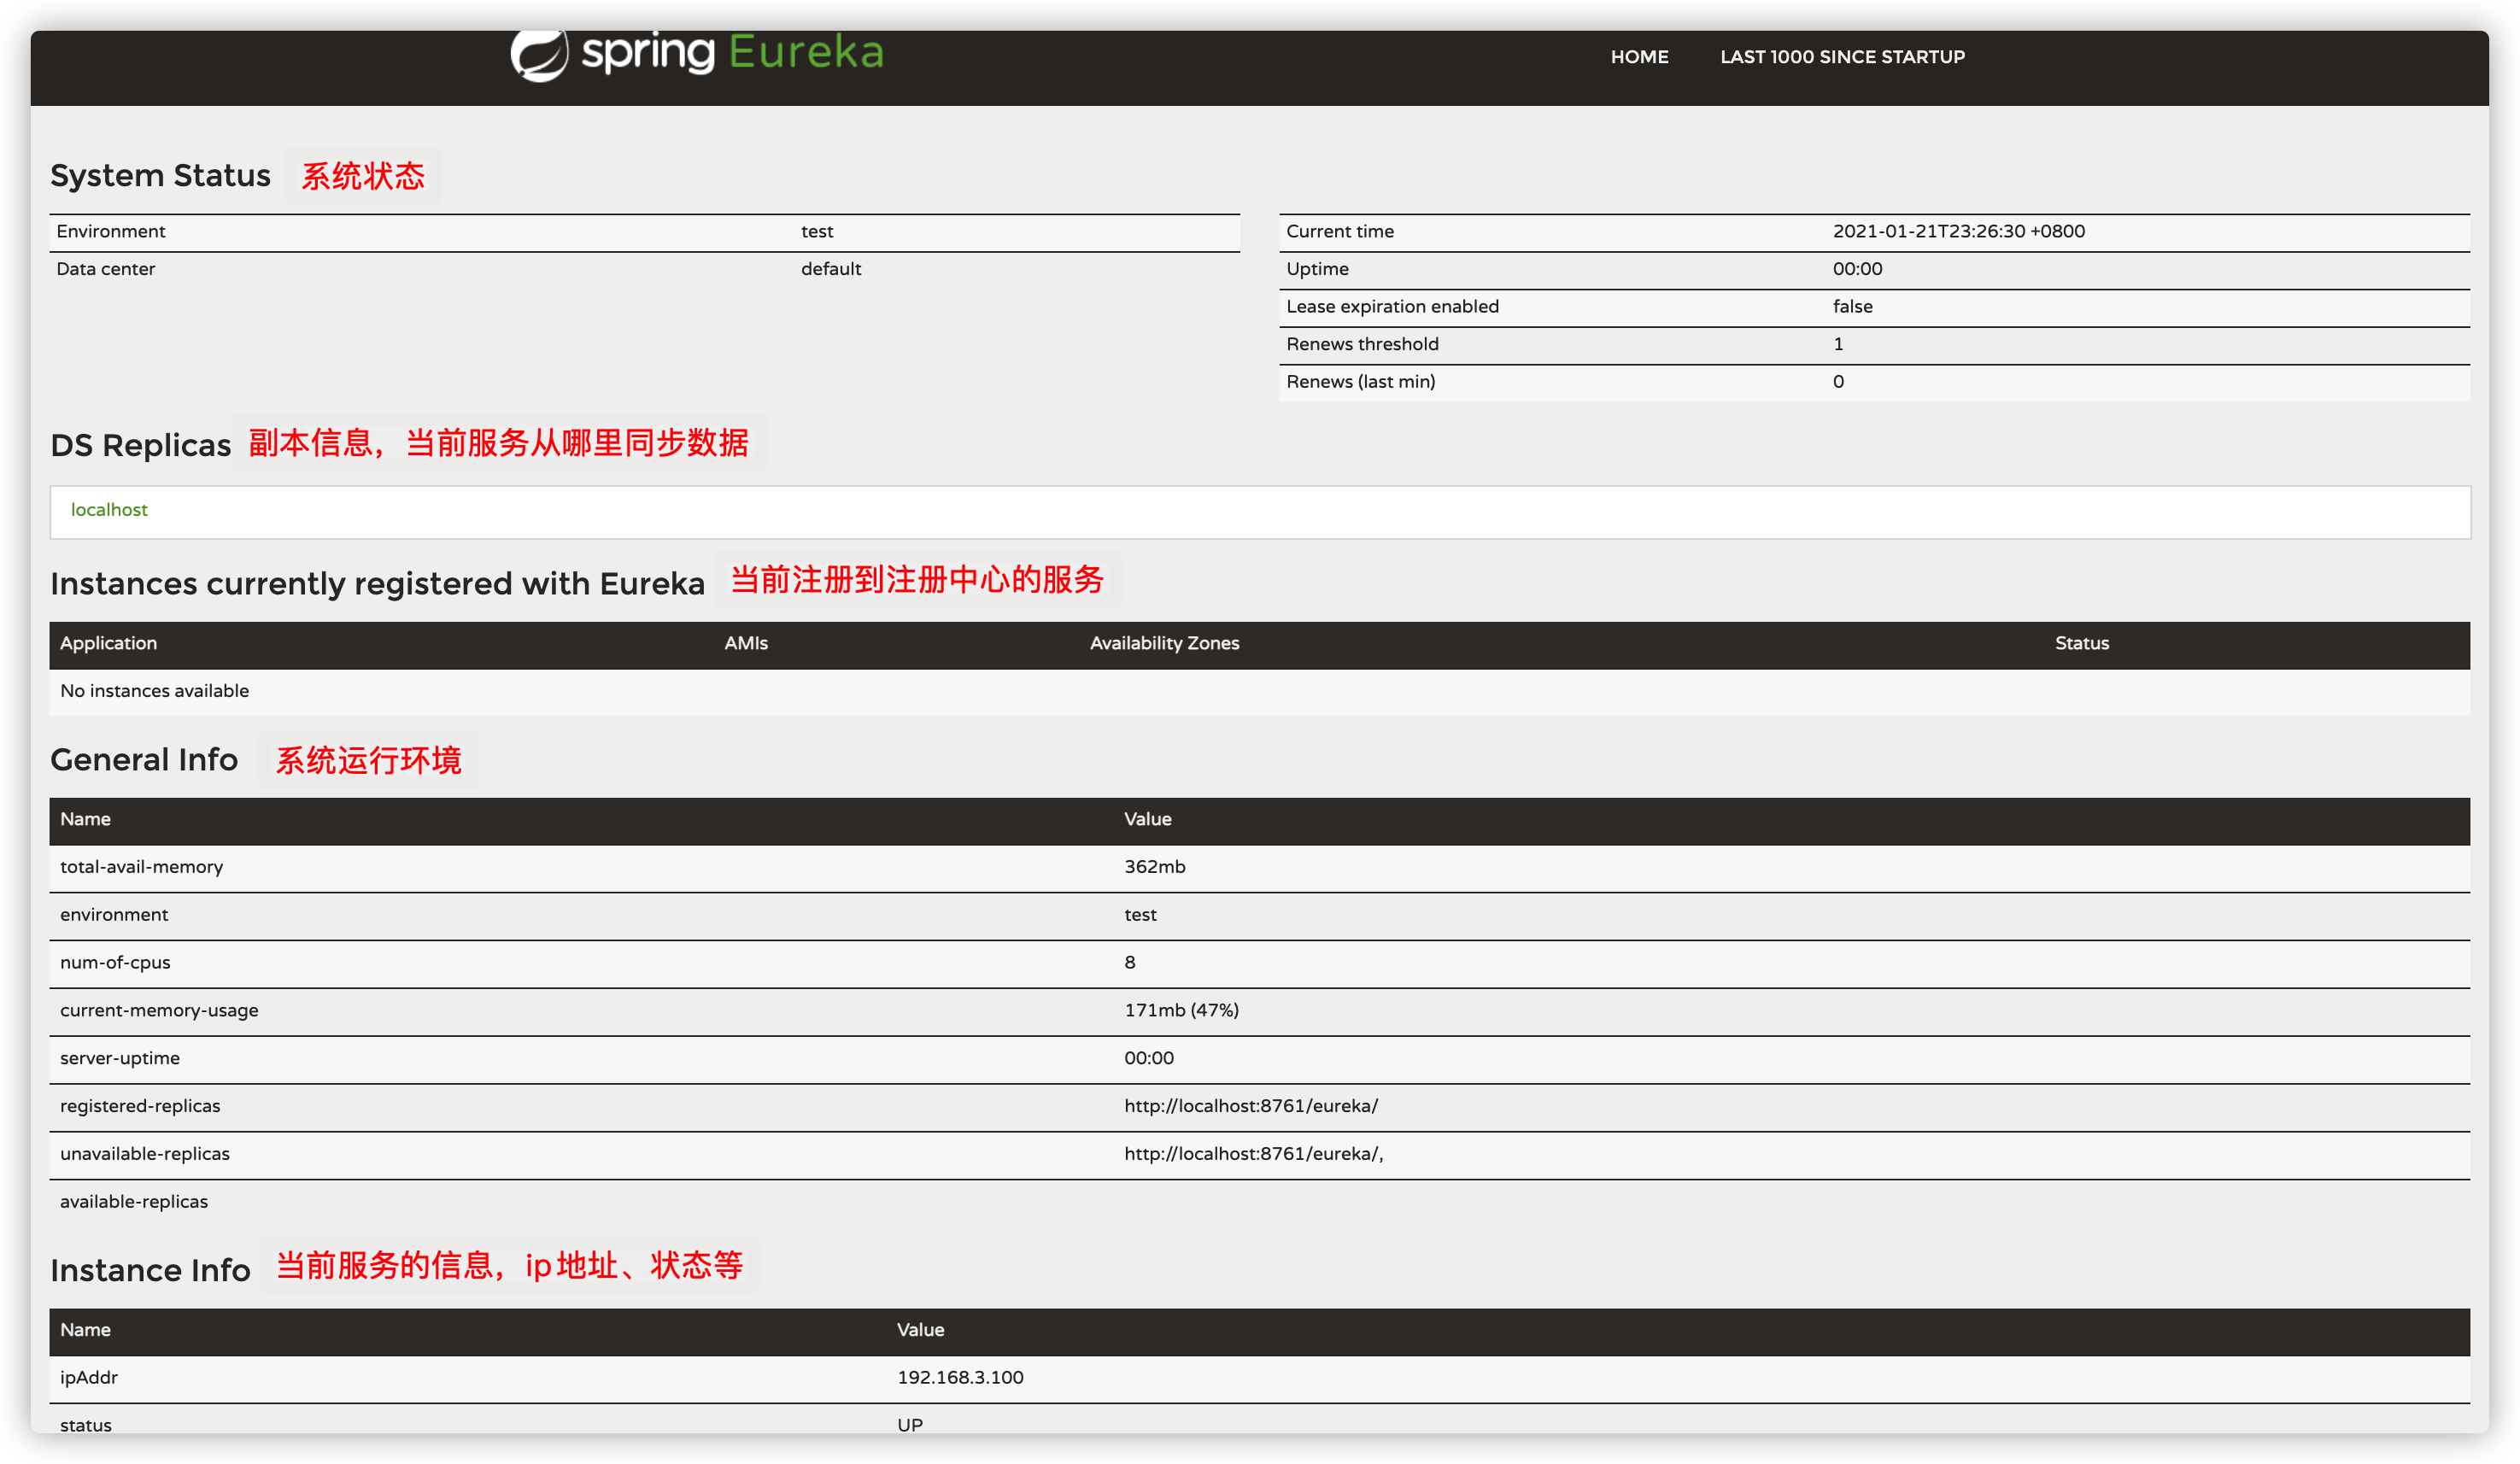 spring Eureka
HOME LAST 1000 SINCE STARTUP
System Status 系统状态
Environment test
Data center default
Current time 2021-01-21T23:26:30 +0800
Uptime 00:00
Lease expiration enabled false
Renews threshold 1
Renews (last min) 0
DS Replicas 副本信息，当前服务从哪里同步数据
localhost
Instances currently registered with Eureka 当前注册到注册中心的服务
Application AMIs Availability Zones Status
No instances available
General Info 系统运行环境
Name Value
total-avail-memory 362mb
environment test
num-of-cpus 8
current-memory-usage 171mb (47%)
server-uptime 00:00
registered-replicas http://localhost:8761/eureka/
unavailable-replicas http://localhost:8761/eureka/,
available-replicas
Instance Info 当前服务的信息，ip地址、状态等
Name Value
ipAddr 192.168.3.100
status UP